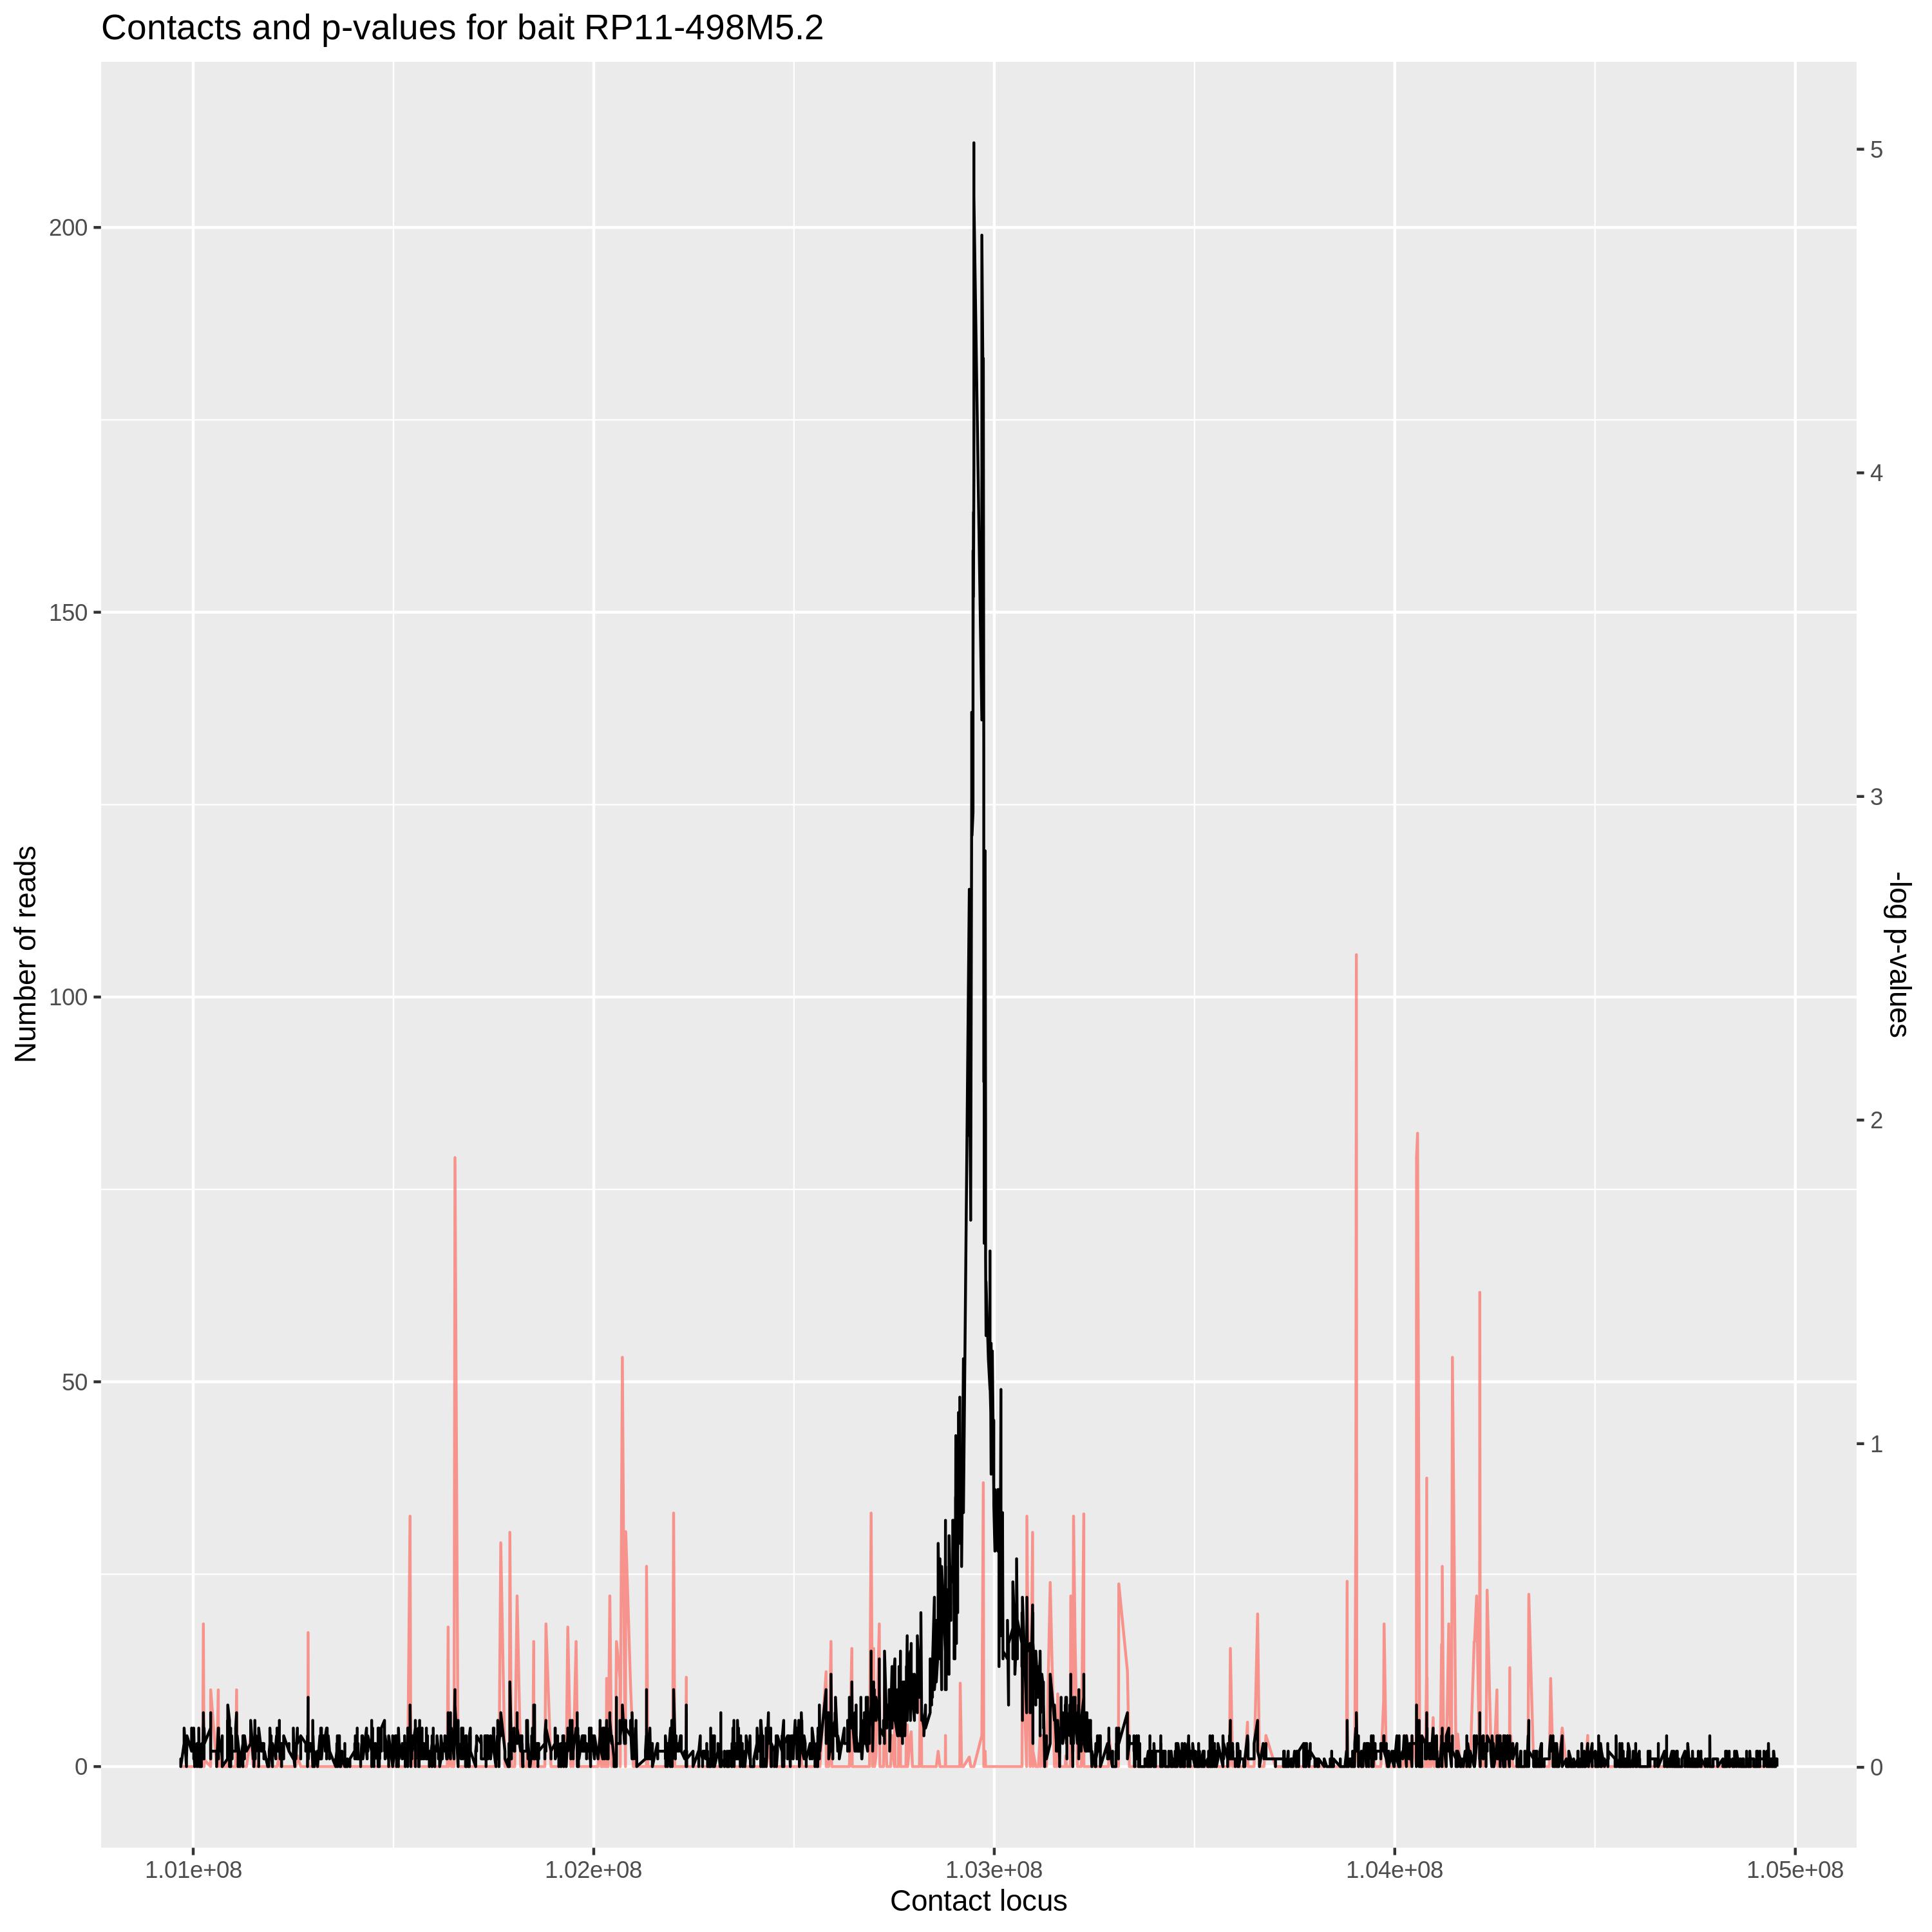 Contacts and p-values for bait RP11-498M5.2
Number of reads
200
150
100
50
0
5
4
3
2
1
0
-log p-values
1.01e+08 1.02e+08 1.03e+08 1.04e+08 1.05e+08
Contact locus